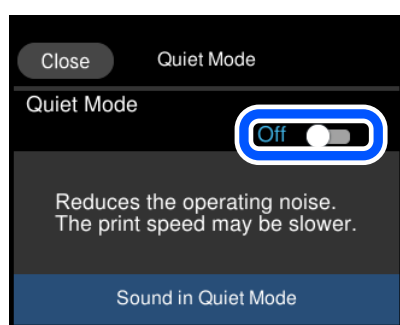 Close
Quiet Mode
Quiet Mode
Off
Reduces the operating noise.
The print speed may be slower.
Sound in Quiet Mode